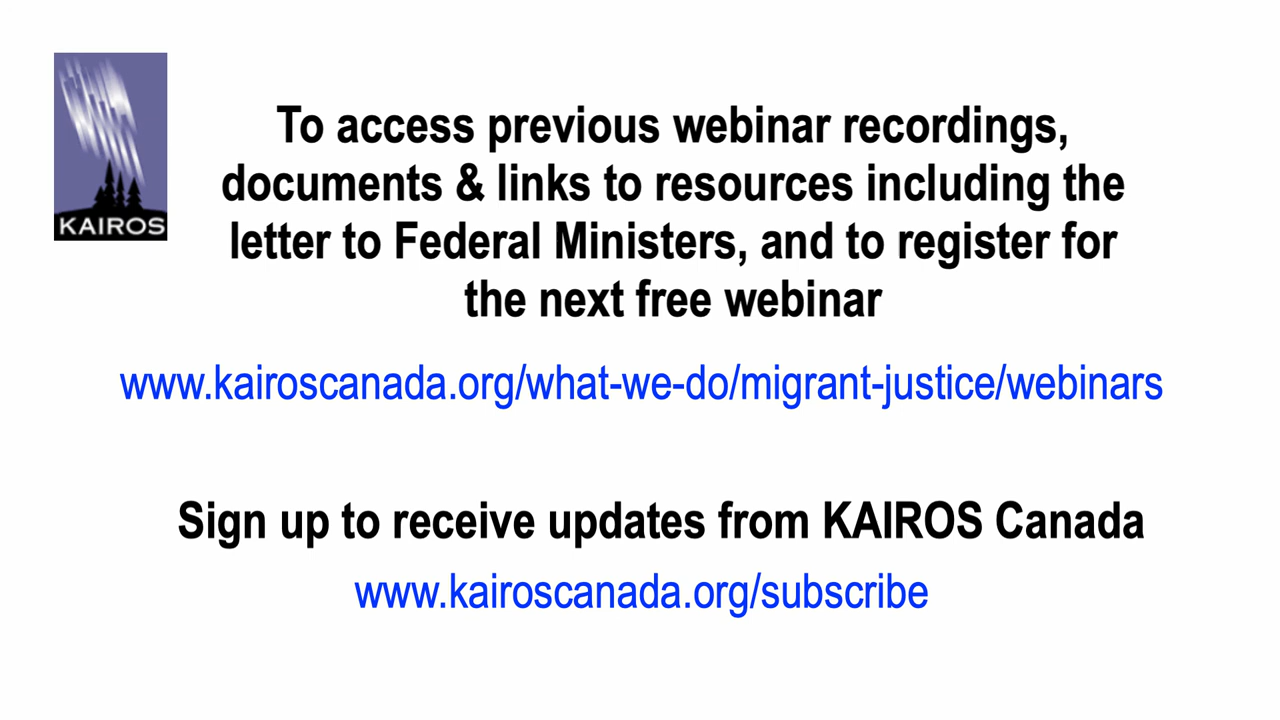 KAIROS
To access previous webinar recordings,
documents & links to resources including the
letter to Federal Ministers, and to register for
the next free webinar
www.kairoscanada.org/what-we-do/migrant-justice/webinars
Sign up to receive updates from KAIROS Canada
www.kairoscanada.org/subscribe